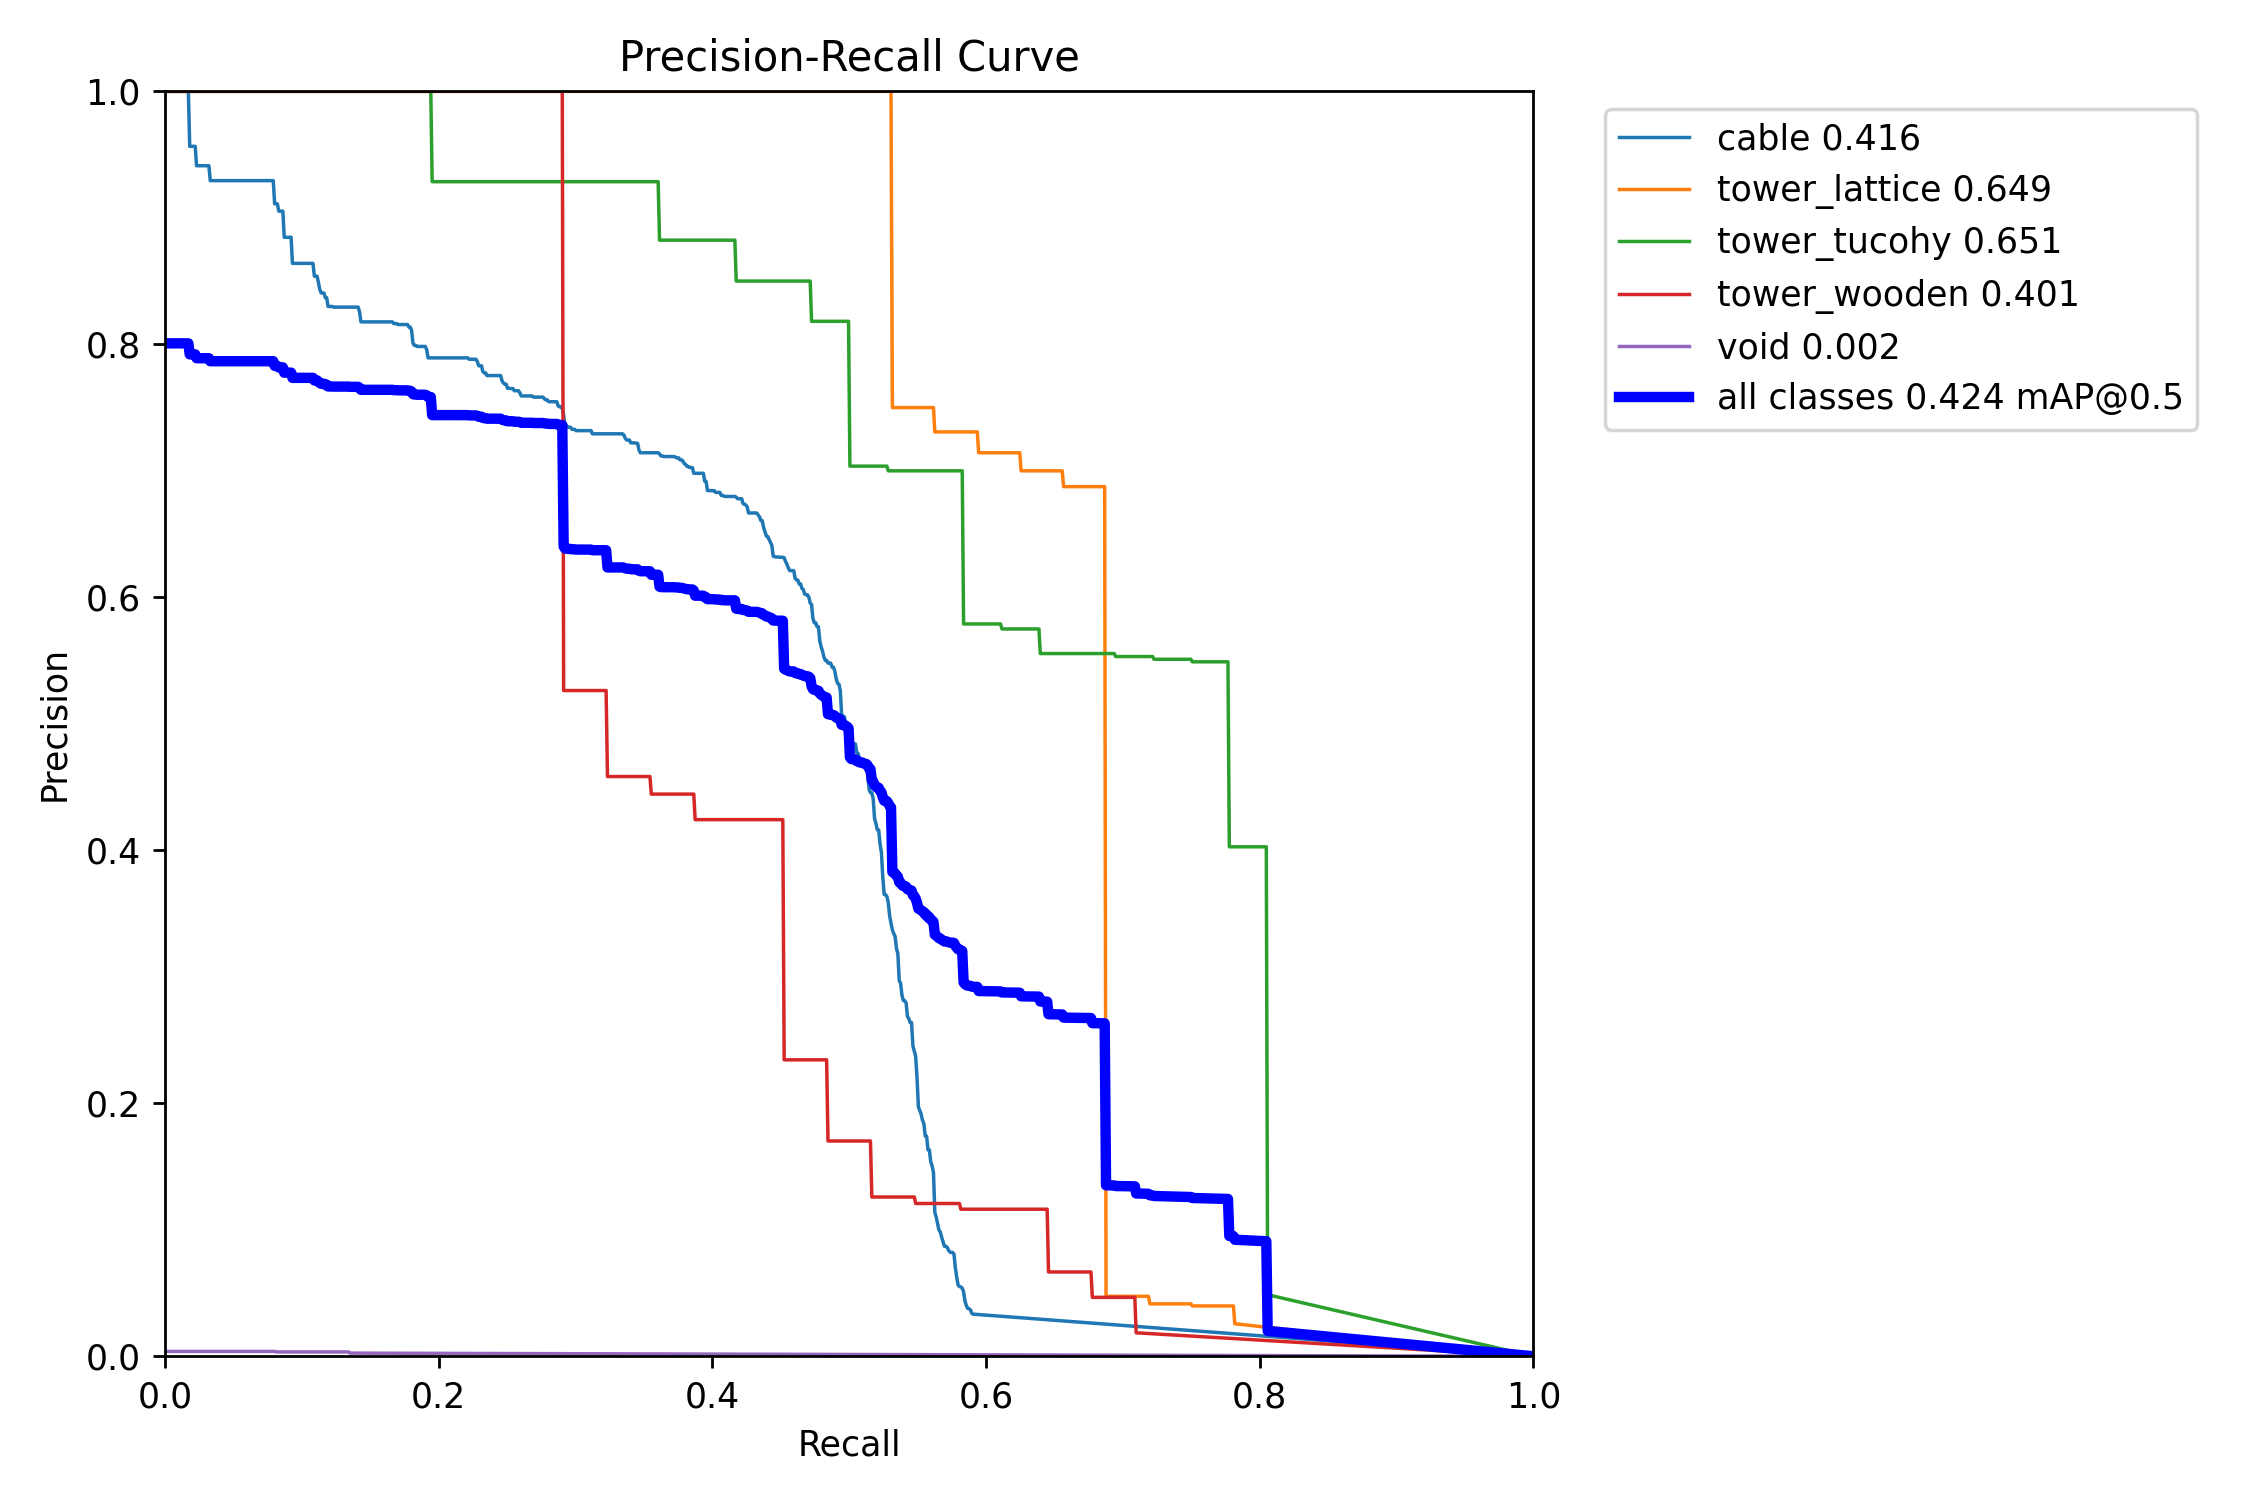 Precision-Recall Curve
1.0
0.8
0.6
0.4
0.2
0.0
Precision
0.0 0.2 0.4 0.6 0.8 1.0
Recall
cable 0.416
tower_lattice 0.649
tower_tucohy 0.651
tower_wooden 0.401
void 0.002
all classes 0.424 mAP@0.5